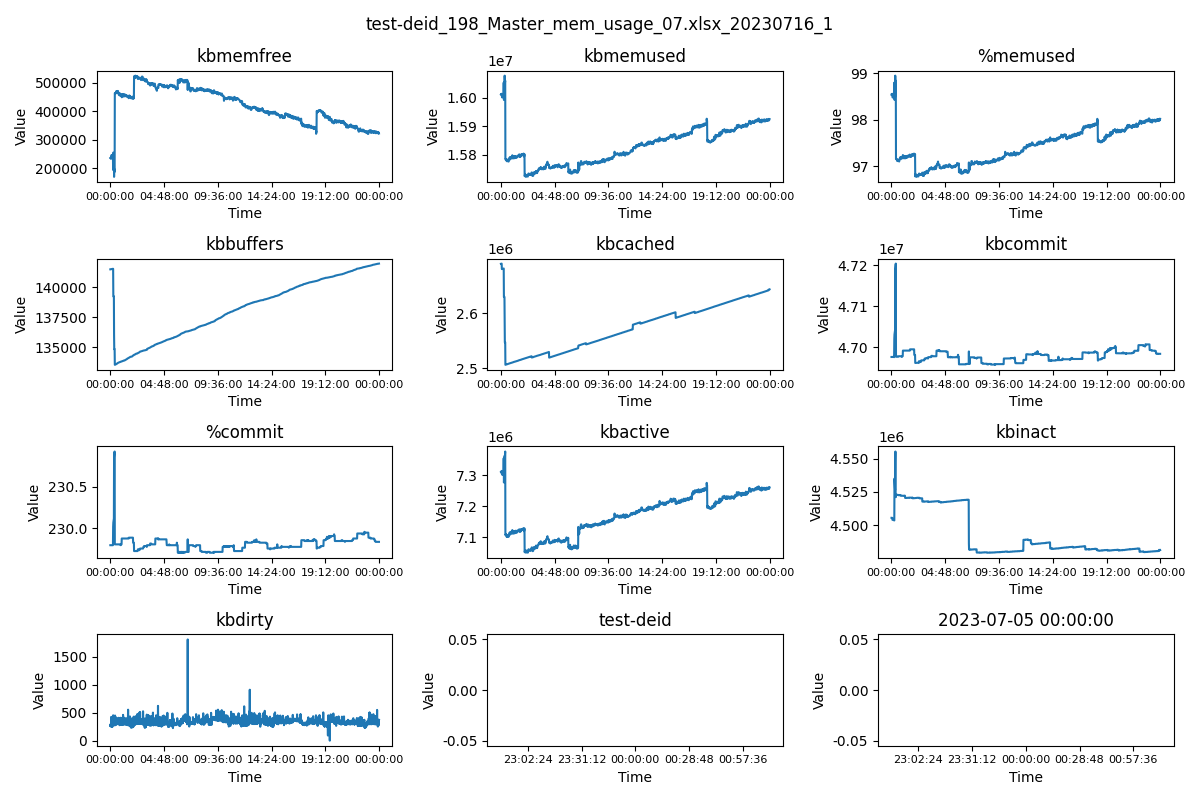 test-deid_198_Master_mem_usage_07.xlsx_20230716_1
kbmemfree
kbmemused
%memused
1e7
500000
400000
300000
200000
Value
1.60
1.59
1.58
Value
99
98
97
Value
00:00:00 04:48:00 09:36:00 14:24:00 19:12:00 00:00:00
00:00:00 04:48:00 09:36:00 14:24:00 19:12:00 00:00:00
00:00:00 04:48:00 09:36:00 14:24:00 19:12:00 00:00:00
Time
Time
Time
kbbuffers
kbcached
kbcommit
1e6
1e7
140000
137500
135000
Value
2.6
2.5
Value
4.72
4.71
4.70
Value
00:00:00 04:48:00 09:36:00 14:24:00 19:12:00 00:00:00
00:00:00 04:48:00 09:36:00 14:24:00 19:12:00 00:00:00
00:00:00 04:48:00 09:36:00 14:24:00 19:12:00 00:00:00
Time
Time
Time
%commit
kbactive
kbinact
1e6
1e6
230.5
230.0
Value
7.3
7.2
7.1
Value
4.550
4.525
4.500
Value
00:00:00 04:48:00 09:36:00 14:24:00 19:12:00 00:00:00
00:00:00 04:48:00 09:36:00 14:24:00 19:12:00 00:00:00
00:00:00 04:48:00 09:36:00 14:24:00 19:12:00 00:00:00
Time
Time
Time
kbdirty
test-deid
2023-07-05 00:00:00
1500
1000
500
0
Value
0.05
0.00
-0.05
Value
0.05
0.00
-0.05
Value
00:00:00 04:48:00 09:36:00 14:24:00 19:12:00 00:00:00
23:02:24 23:31:12 00:00:00 00:28:48 00:57:36
23:02:24 23:31:12 00:00:00 00:28:48 00:57:36
Time
Time
Time